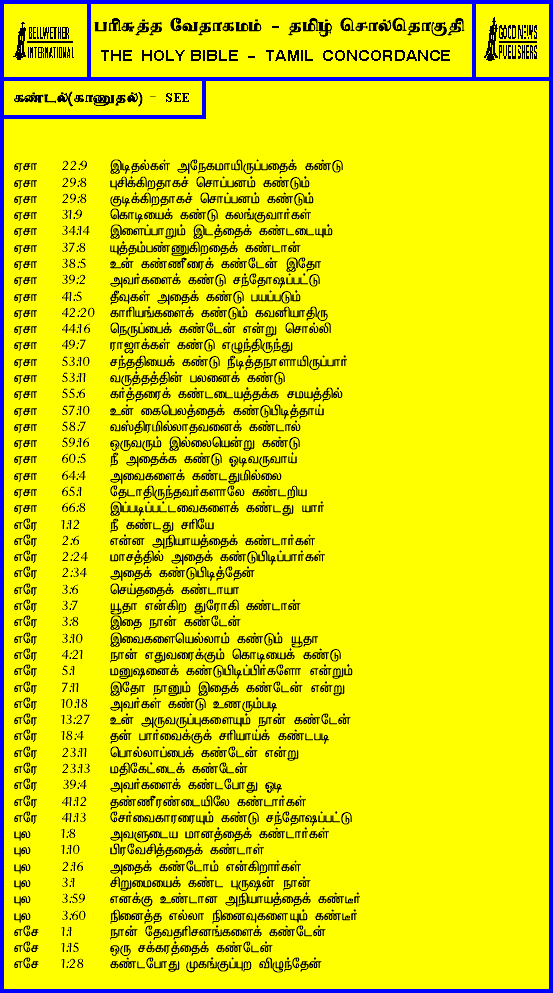 BELLWETHER
INTERNATIONAL
பரிசுத்த வேதாகமம் - தமிழ் சொல்தொகுதி
THE HOLY BIBLE - TAMIL CONCORDANCE
GOOD NEWS
PUBLISHERS
கண்டல்(காணுதல்) - SEE
ஏசா 22:9 இடிதல்கள் அநேகமாயிருப்பதைக் கண்டு
ஏசா 29:8 புசிக்கிறதாகச் சொப்பனம் கண்டும்
ஏசா 29:8 குடிக்கிறதாகச் சொப்பனம் கண்டும்
ஏசா 31:9 கொடியைக் கண்டு கலங்குவார்கள்
ஏசா 34:14 இளைப்பாறும் இடத்தைக் கண்டடையும்
ஏசா 37:8 யுத்தம்பண்ணுகிறதைக் கண்டான்
ஏசா 38:5 உன் கண்ணீரைக் கண்டேன் இதோ
ஏசா 39:2 அவர்களைக் கண்டு சந்தோஷப்பட்டு
ஏசா 41:5 தீவுகள் அதைக் கண்டு பயப்படும்
ஏசா 42:20 காரியங்களைக் கண்டும் கவனியாதிரு
ஏசா 44:16 நெருப்பைக் கண்டேன் என்று சொல்லி
ஏசா 49:7 ராஜாக்கள் கண்டு எழுந்திருந்து
ஏசா 53:10 சந்ததியைக் கண்டு நீடித்தநாளாயிருப்பார்
ஏசா 53:11 வருத்தத்தின் பலனைக் கண்டு
ஏசா 55:6 கர்த்தரைக் கண்டடையத்தக்க சமயத்தில்
ஏசா 57:10 உன் கைபெலத்தைக் கண்டுபிடித்தாய்
ஏசா 58:7 வஸ்திரமில்லாதவனைக் கண்டால்
ஏசா 59:16 ஒருவரும் இல்லையென்று கண்டு
ஏசா 60:5 நீ அதைக்க கண்டு ஓடிவருவாய்
ஏசா 64:4 அவைகளைக் கண்டதுமில்லை
ஏசா 65:1 தேடாதிருந்தவர்களாலே கண்டறிய
ஏசா 66:8 இப்படிப்பட்டவைகளைக் கண்டது யார்
எரே 1:12 நீ கண்டது சரியே
எரே 2:6 என்ன அநியாயத்தைக் கண்டார்கள்
எரே 2:24 மாசத்தில் அதைக் கண்டுபிடிப்பார்கள்
எரே 2:34 அதைக் கண்டுபிடித்தேன்
எரே 3:6 செய்ததைக் கண்டாயா
எரே 3:7 யூதா என்கிற துரோகி கண்டான்
எரே 3:8 இதை நான் கண்டேன்
எரே 3:10 இவைகளையெல்லாம் கண்டும் யூதா
எரே 4:21 நான் எதுவரைக்கும் கொடியைக் கண்டு
எரே 5:1 மனுஷனைக் கண்டுபிடிப்பீர்களோ என்றும்
எரே 7:11 இதோ நானும் இதைக் கண்டேன் என்று
எரே 10:18 அவர்கள் கண்டு உணரும்படி
எரே 13:27 உன் அருவருப்புகளையும் நான் கண்டேன்
எரே 18:4 தன் பார்வைக்குச் சரியாய்க் கண்டபடி
எரே 23:11 பொல்லாப்பைக் கண்டேன் என்று
எரே 23:13 மதிகேட்டைக் கண்டேன்
எரே 39:4 அவர்களைக் கண்டபோது ஓடி
எரே 41:12 தண்ணீரண்டையிலே கண்டார்கள்
எரே 41:13 சேர்வைகாரரையும் கண்டு சந்தோஷப்பட்டு
புல 1:8 அவளுடைய மானத்தைக் கண்டார்கள்
புல 1:10 பிரவேசித்ததைக் கண்டாள்
புல 2:16 அதைக் கண்டோம் என்கிறார்கள்
புல 3:1 சிறுமையைக் கண்ட புருஷன் நான்
புல 3:59 எனக்கு உண்டான அநியாயத்தைக் கண்டீர்
புல 3:60 நினைத்த எல்லா நினைவுகளையும் கண்டீர்
எசே 1:1 நான் தேவதரிசனங்களைக் கண்டேன்
எசே 1:15 ஒரு சக்கரத்தைக் கண்டேன்
எசே 1:28 கண்டபோது முகங்குப்புற விழுந்தேன்